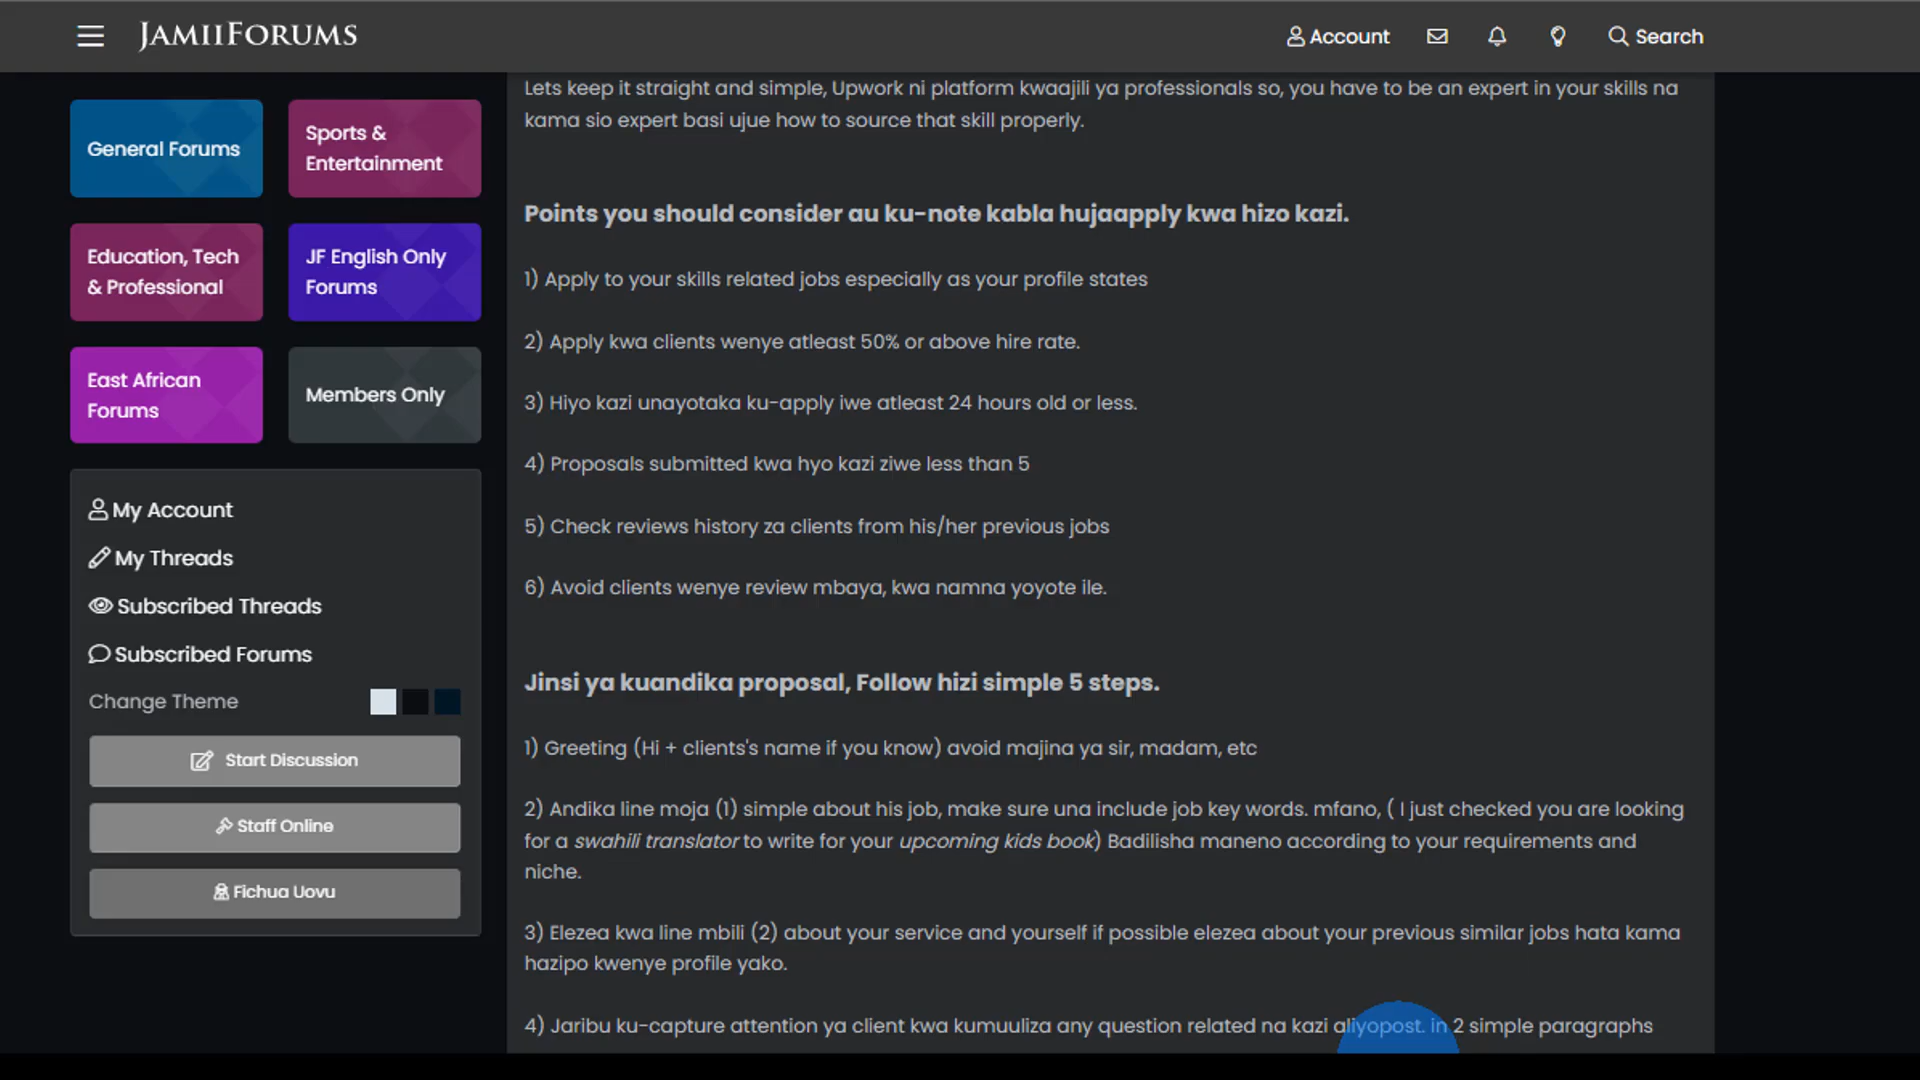 JamiiForums
Account
Search
General Forums
Sports &
Entertainment
Education, Tech
& Professional
JF English Only
Forums
East African
Forums
Members Only
My Account
My Threads
Subscribed Threads
Subscribed Forums
Change Theme
Start Discussion
Staff Online
Fichua Uovu
Lets keep it straight and simple, Upwork ni platform kwaajili ya professionals so, you have to be an expert in your skills na
kama sio expert basi ujue how to source that skill properly.
Points you should consider au ku-note kabla hujaapply kwa hizo kazi.
1) Apply to your skills related jobs especially as your profile states
2) Apply kwa clients wenye atleast 50% or above hire rate.
3) Hiyo kazi unayotaka ku-apply iwe atleast 24 hours old or less.
4) Proposals submitted kwa hyo kazi ziwe less than 5
5) Check reviews history za clients from his/her previous jobs
6) Avoid clients wenye review mbaya, kwa namna yoyote ile.
Jinsi ya kuandika proposal, Follow hizi simple 5 steps.
1) Greeting (Hi + clients's name if you know) avoid majina ya sir, madam, etc
2) Andika line moja (1) simple about his job, make sure una include job key words. mfano, ( I just checked you are looking
for a swahili translator to write for your upcoming kids book) Badilisha maneno according to your requirements and
niche.
3) Elezea kwa line mbili (2) about your service and yourself if possible elezea about your previous similar jobs hata kama
hazipo kwenye profile yako.
4) Jaribu ku-capture attention ya client kwa kumuuliza any question related na kazi aliyopost. in 2 simple paragraphs